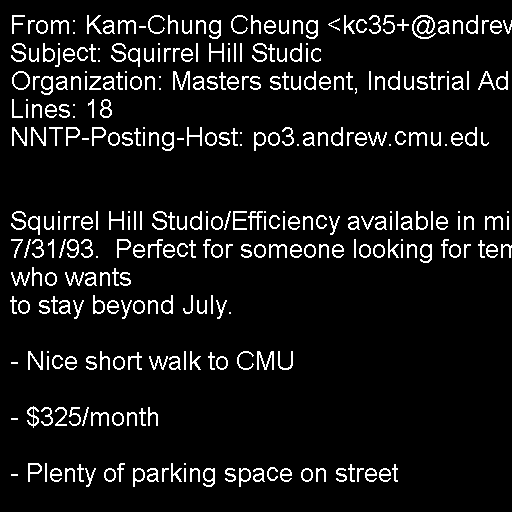 From: Kam-Chung Cheung <kc35+@andrew
Subject: Squirrel Hill Studio
Organization: Masters student, Industrial Ad
Lines: 18
NNTP-Posting-Host: po3.andrew.cmu.edu
Squirrel Hill Studio/Efficiency available in mi
7/31/93.  Perfect for someone looking for tem
who wants
to stay beyond July.
- Nice short walk to CMU
- $325/month
- Plenty of parking space on street